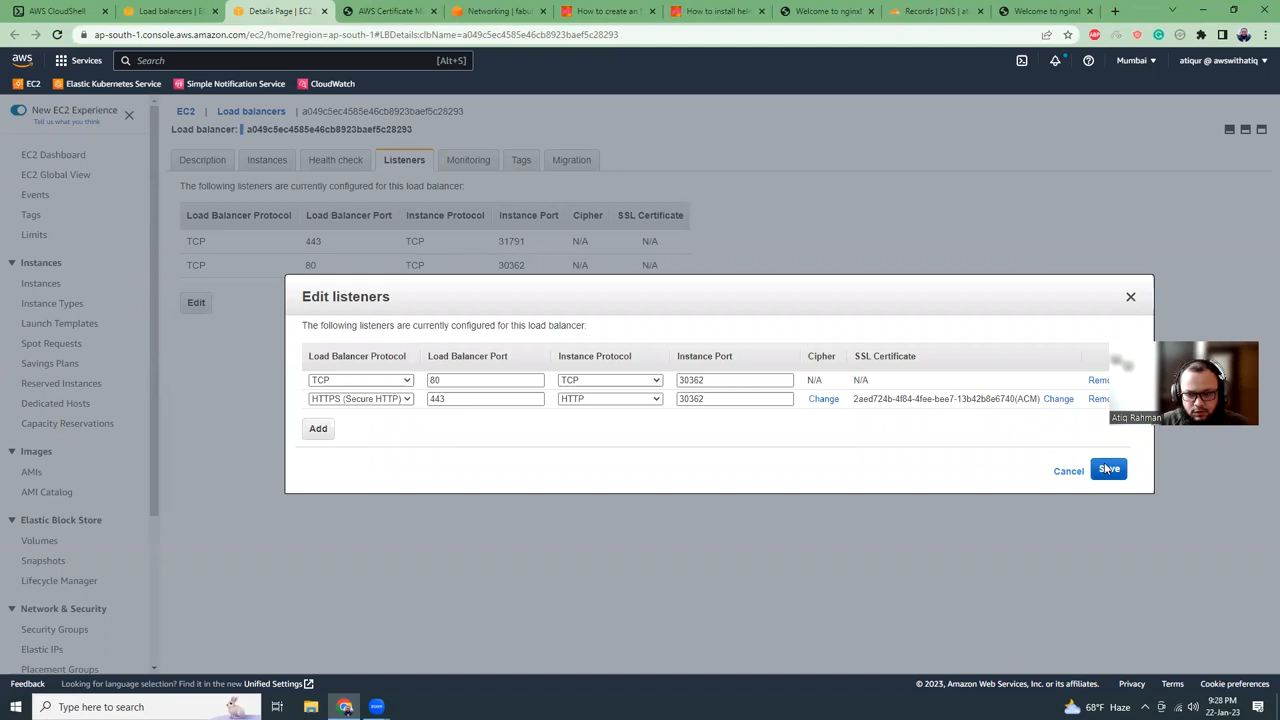 AWS CloudShell
Load balancers | E
Details Page | EC2
AWS Certificate M
Networking | fabu
How to create an
How to install hel
Welcome to nginx!
Records | DNS | at
Welcome to nginx!
ap-south-1.console.aws.amazon.com/ec2/home?region=ap-south-1#LBDetails:clbName=a049c5ec4585e46cb8923baef5c28293
aws
Services
Search
[Alt+S]
Mumbai
atiqur @ awswithatiq
EC2
Elastic Kubernetes Service
Simple Notification Service
CloudWatch
New EC2 Experience
Tell us what you think
EC2 Dashboard
EC2 Global View
Events
Tags
Limits
Instances
Instances
Instance Types
Launch Templates
Spot Requests
Savings Plans
Reserved Instances
Dedicated Hosts
Capacity Reservations
Images
AMIs
AMI Catalog
Elastic Block Store
Volumes
Snapshots
Lifecycle Manager
Network & Security
Security Groups
Elastic IPs
Placement Groups
EC2 | Load balancers | a049c5ec4585e46cb8923baef5c28293
Load balancer: a049c5ec4585e46cb8923baef5c28293
Description Instances Health check Listeners Monitoring Tags Migration
The following listeners are currently configured for this load balancer:
Load Balancer Protocol Load Balancer Port Instance Protocol Instance Port Cipher SSL Certificate
TCP 443 TCP 31791 N/A N/A
TCP 80 TCP 30362 N/A N/A
Edit
Edit listeners
The following listeners are currently configured for this load balancer:
Load Balancer Protocol Load Balancer Port Instance Protocol Instance Port Cipher SSL Certificate
TCP 80 TCP 30362 N/A N/A Remo
HTTPS (Secure HTTP) 443 HTTP 30362 Change 2aed724b-4f84-4fee-bee7-13b42b8e6740(ACM) Change Remo
Add
Cancel Save
Atiq Rahman
Feedback
Looking for language selection? Find it in the new Unified Settings
© 2023, Amazon Web Services, Inc. or its affiliates.
Privacy
Terms
Cookie preferences
Type here to search
68°F Haze
9:28 PM
22-Jan-23